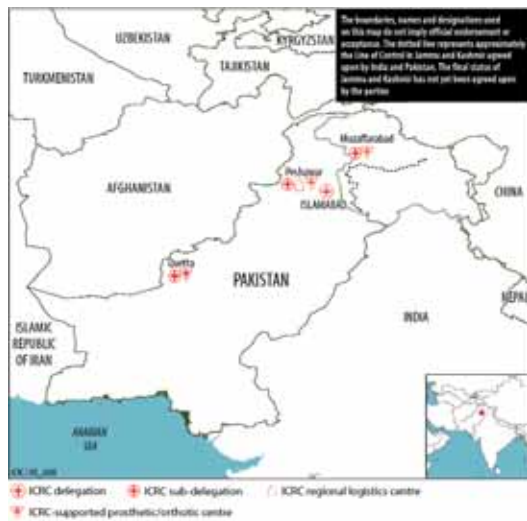 The boundaries, names and designations used
on this map do not imply official endorsement or
acceptance. The dotted line represents approximately
the Line of Control in Jammu and Kashmir agreed
upon by India and Pakistan. The final status of
Jammu and Kashmir has not yet been agreed upon
by the parties
UZBEKISTAN
KYRGYZSTAN
TAJIKISTAN
TURKMENISTAN
Muzaffarabad
CHINA
Peshawar
AFGHANISTAN
ISLAMABAD
Quetta
PAKISTAN
NEPAL
INDIA
ISLAMIC
REPUBLIC
OF IRAN
ARABIAN
SEA
ICRC delegation
ICRC sub-delegation
ICRC regional logistics centre
ICRC-supported prosthetic/orthotic centre